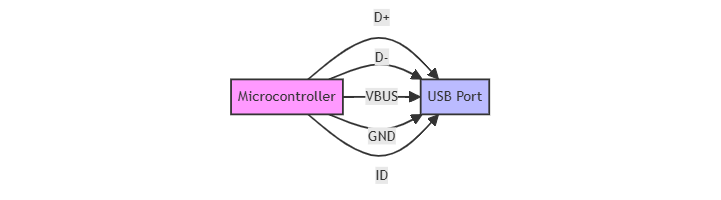 D+
D-
Microcontroller
VBUS
USB Port
GND
ID